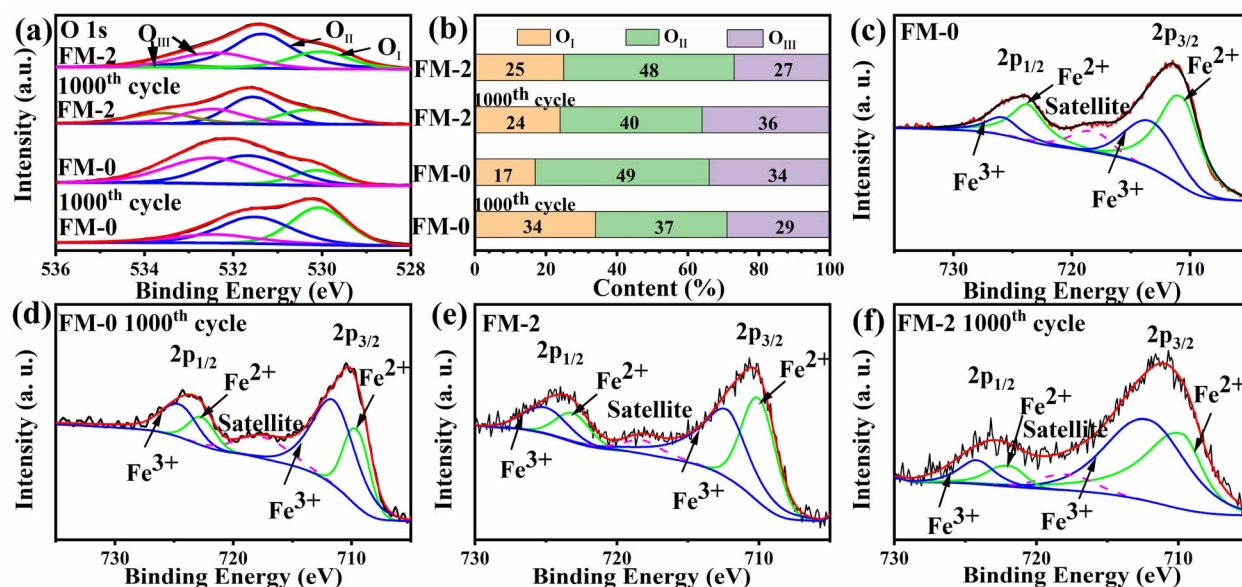 (a)
O 1s
O_III
O_II
O_I
FM-2
1000th cycle
FM-2
FM-0
1000th cycle
FM-0
Intensity (a.u.)
536 534 532 530 528
Binding Energy (eV)
(b)
O_I O_II O_III
FM-2 25 48 27
1000th cycle
FM-2 24 40 36
FM-0 17 49 34
1000th cycle
FM-0 34 37 29
0 20 40 60 80 100
Content (%)
(c) FM-0
2p3/2
2p1/2 Fe2+ Fe2+
Satellite
Fe3+ Fe3+
Intensity (a. u.)
730 720 710
Binding Energy (eV)
(d) FM-0 1000th cycle
2p3/2
2p1/2
Fe2+ Fe2+
Satellite
Fe3+ Fe3+
Intensity (a. u.)
730 720 710
Binding Energy (eV)
(e) FM-2
2p3/2
2p1/2
Fe2+ Fe2+
Satellite
Fe3+ Fe3+
Intensity (a. u.)
730 720 710
Binding Energy (eV)
(f) FM-2 1000th cycle
2p3/2
2p1/2
Fe2+ Fe2+
Satellite
Fe3+ Fe3+
Intensity (a. u.)
730 720 710
Binding Energy (eV)